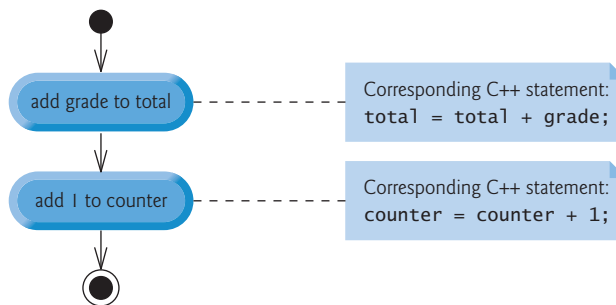 add grade to total
Corresponding C++ statement:
total = total + grade;
add 1 to counter
Corresponding C++ statement:
counter = counter + 1;